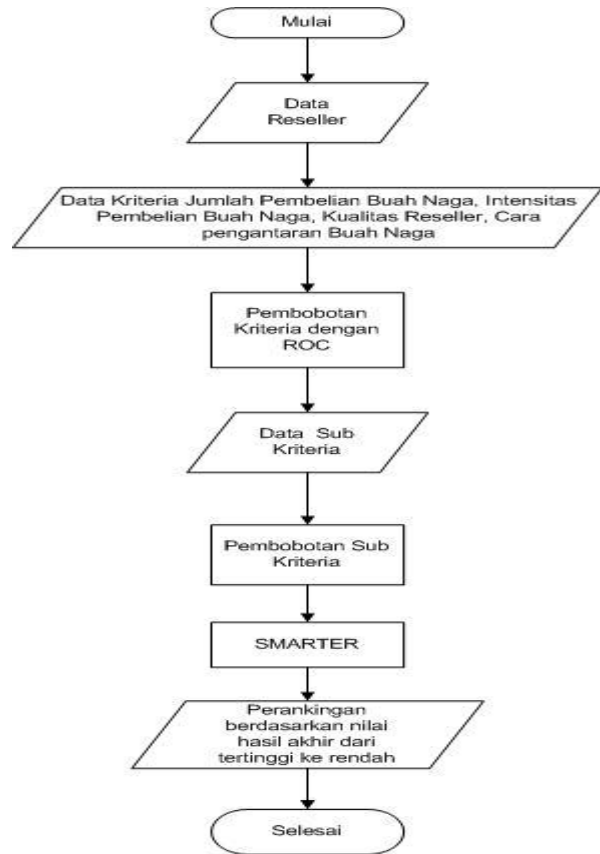 Mulai
Data
Reseller
Data Kriteria Jumlah Pembelian Buah Naga, Intensitas
Pembelian Buah Naga, Kualitas Reseller, Cara
pengantaran Buah Naga
Pembobotan
Kriteria dengan
ROC
Data Sub
Kriteria
Pembobotan Sub
Kriteria
SMARTER
Perankingan
berdasarkan nilai
hasil akhir dari
tertinggi ke rendah
Selesai